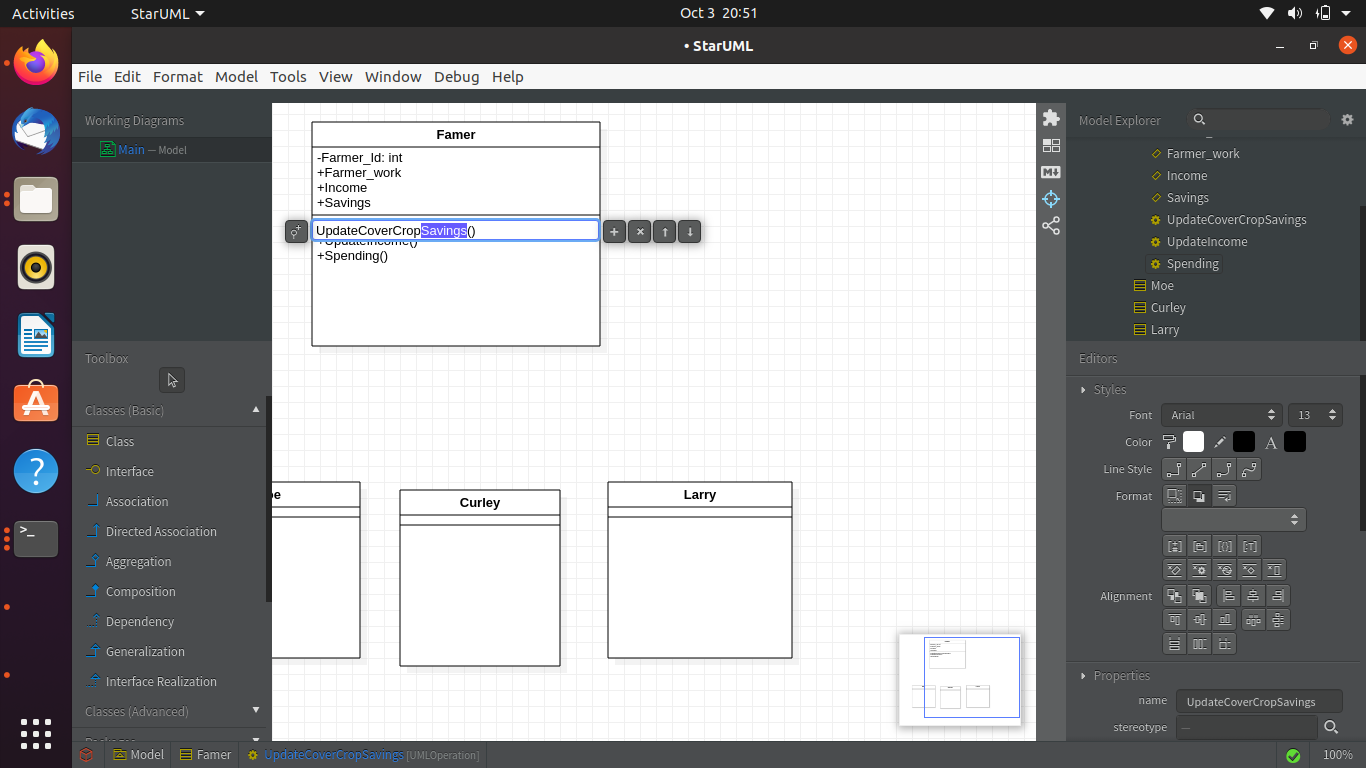 Activities StarUML Oct 3 20:51
• StarUML
File Edit Format Model Tools View Window Debug Help
Working Diagrams
Main — Model
Toolbox
Classes (Basic)
Class
Interface
Association
Directed Association
Aggregation
Composition
Dependency
Generalization
Interface Realization
Classes (Advanced)
Famer
-Farmer_Id: int
+Farmer_work
+Income
+Savings
UpdateCoverCropSavings()
+UpdateIncome()
+Spending()
oe
Curley
Larry
M
Model Explorer
Farmer_work
Income
Savings
UpdateCoverCropSavings
UpdateIncome
Spending
Moe
Curley
Larry
Editors
Styles
Font Arial 13
Color A
Line Style
Format
Alignment
Properties
name UpdateCoverCropSavings
stereotype —
Model Famer UpdateCoverCropSavings [UMLOperation] 100%